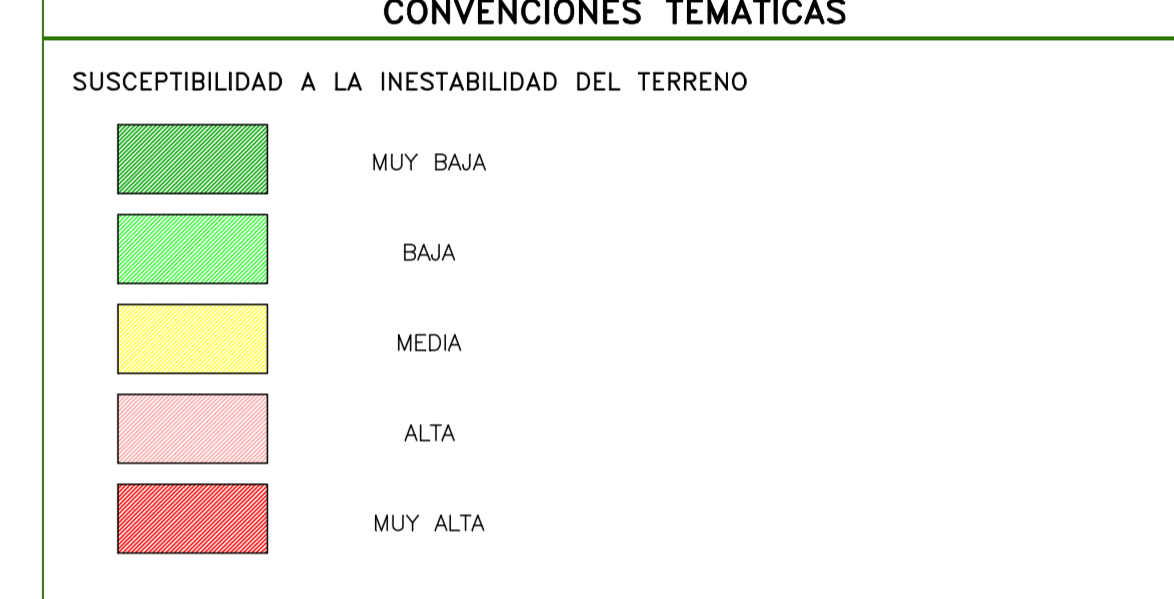 CONVENCIONES TEMATICAS
SUSCEPTIBILIDAD A LA INESTABILIDAD DEL TERRENO
MUY BAJA
BAJA
MEDIA
ALTA
MUY ALTA